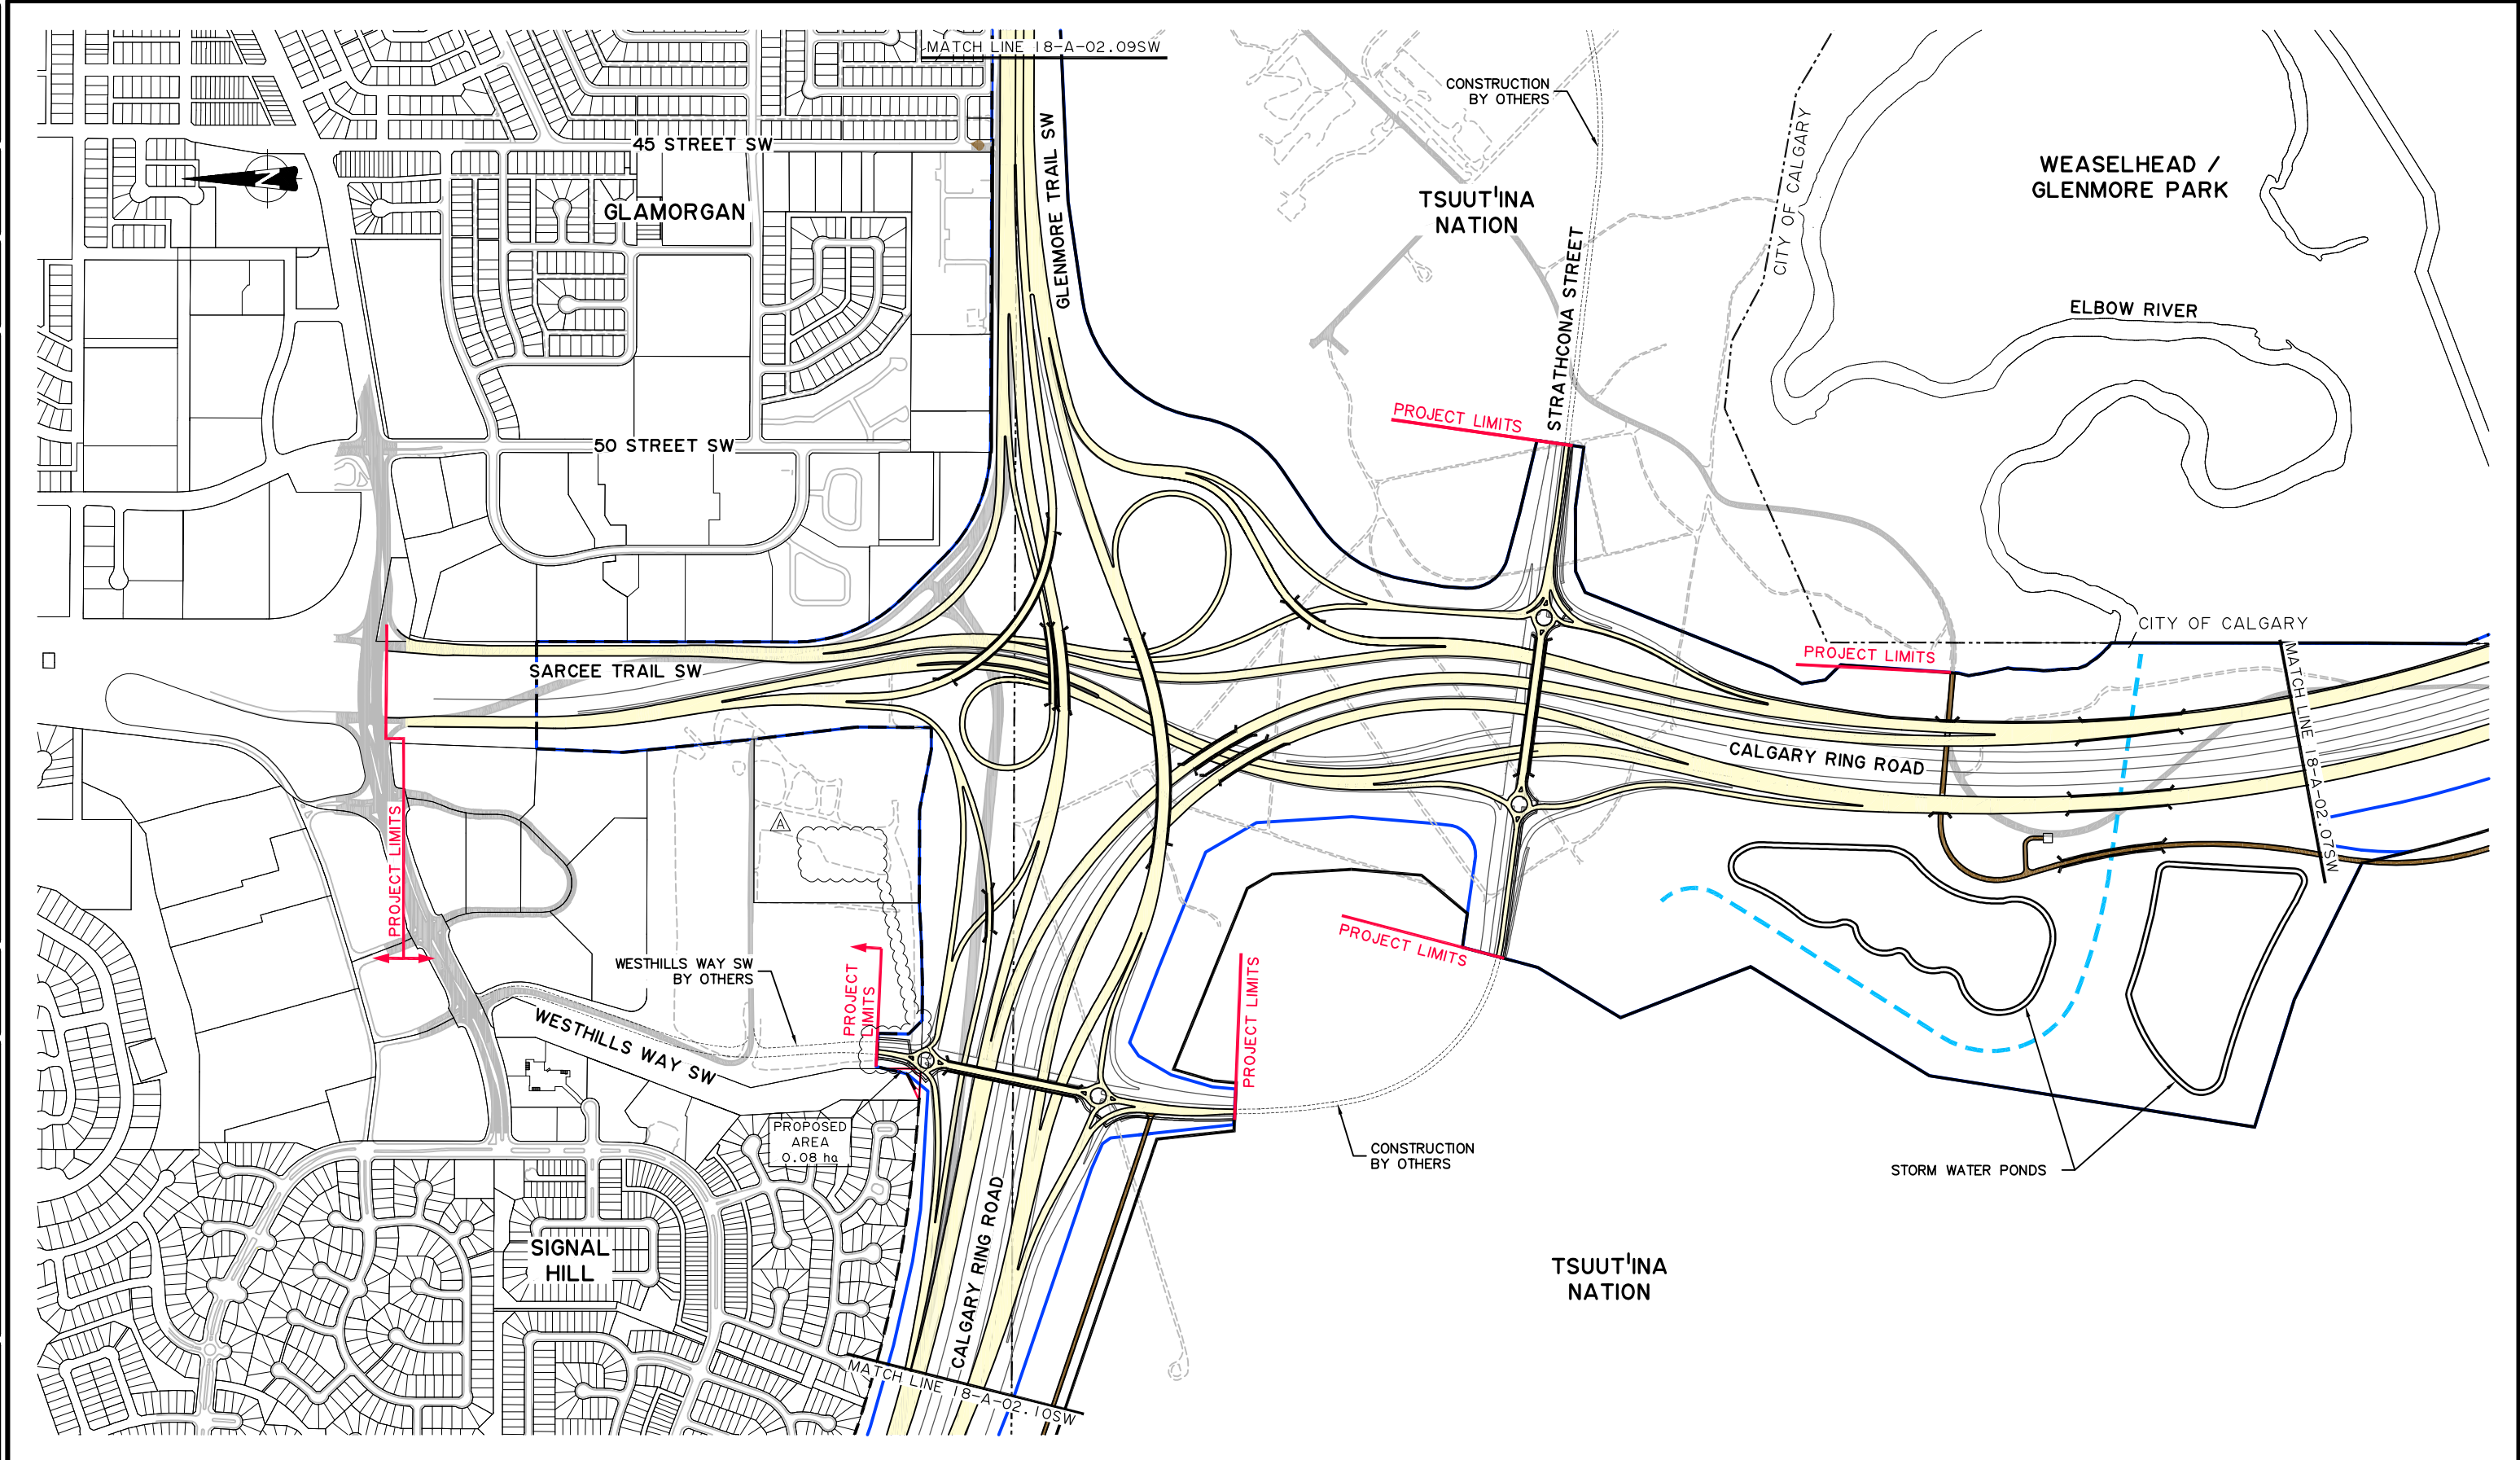 MATCH LINE 18-A-02.09SW
CONSTRUCTION
BY OTHERS
45 STREET SW
GLENMORE TRAIL SW
CITY OF CALGARY
WEASELHEAD /
GLENMORE PARK
N
GLAMORGAN
TSUUT'INA
NATION
STRATHCONA STREET
ELBOW RIVER
PROJECT LIMITS
50 STREET SW
CITY OF CALGARY
PROJECT LIMITS
SARCEE TRAIL SW
MATCH LINE 18-A-02.07SW
CALGARY RING ROAD
A
PROJECT LIMITS
PROJECT LIMITS
WESTHILLS WAY SW
BY OTHERS
PROJECT
LIMITS
PROJECT LIMITS
WESTHILLS WAY SW
PROPOSED
AREA
0.08 ha
CONSTRUCTION
BY OTHERS
STORM WATER PONDS
SIGNAL
HILL
CALGARY RING ROAD
TSUUT'INA
NATION
MATCH LINE 18-A-02.10SW